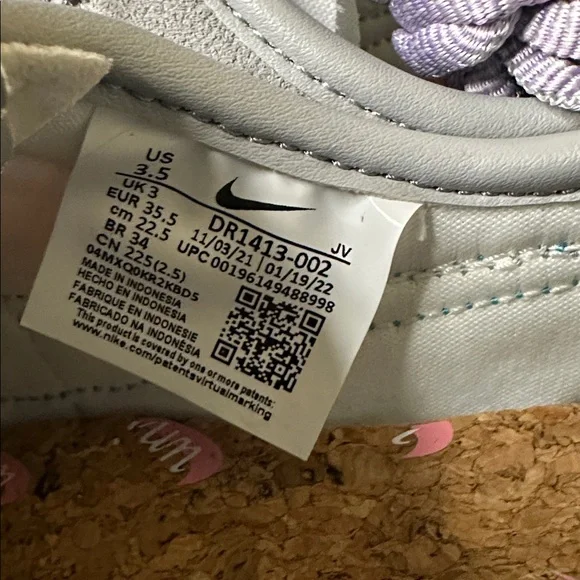 US
3.5
UK 3
EUR 35.5
cm 22.5
BR 34
CN 225(2.5)
04MXQ0KR2KBD5
DR1413-002
JV
11/03/21 | 01/19/22
UPC 00196149488998
MADE IN INDONESIA
HECHO EN INDONESIA
FABRIQUE EN INDONESIE
FABRICADO NA INDONÉSIA
This product is covered by one or more patents:
www.nike.com/patentsvirtualmarking